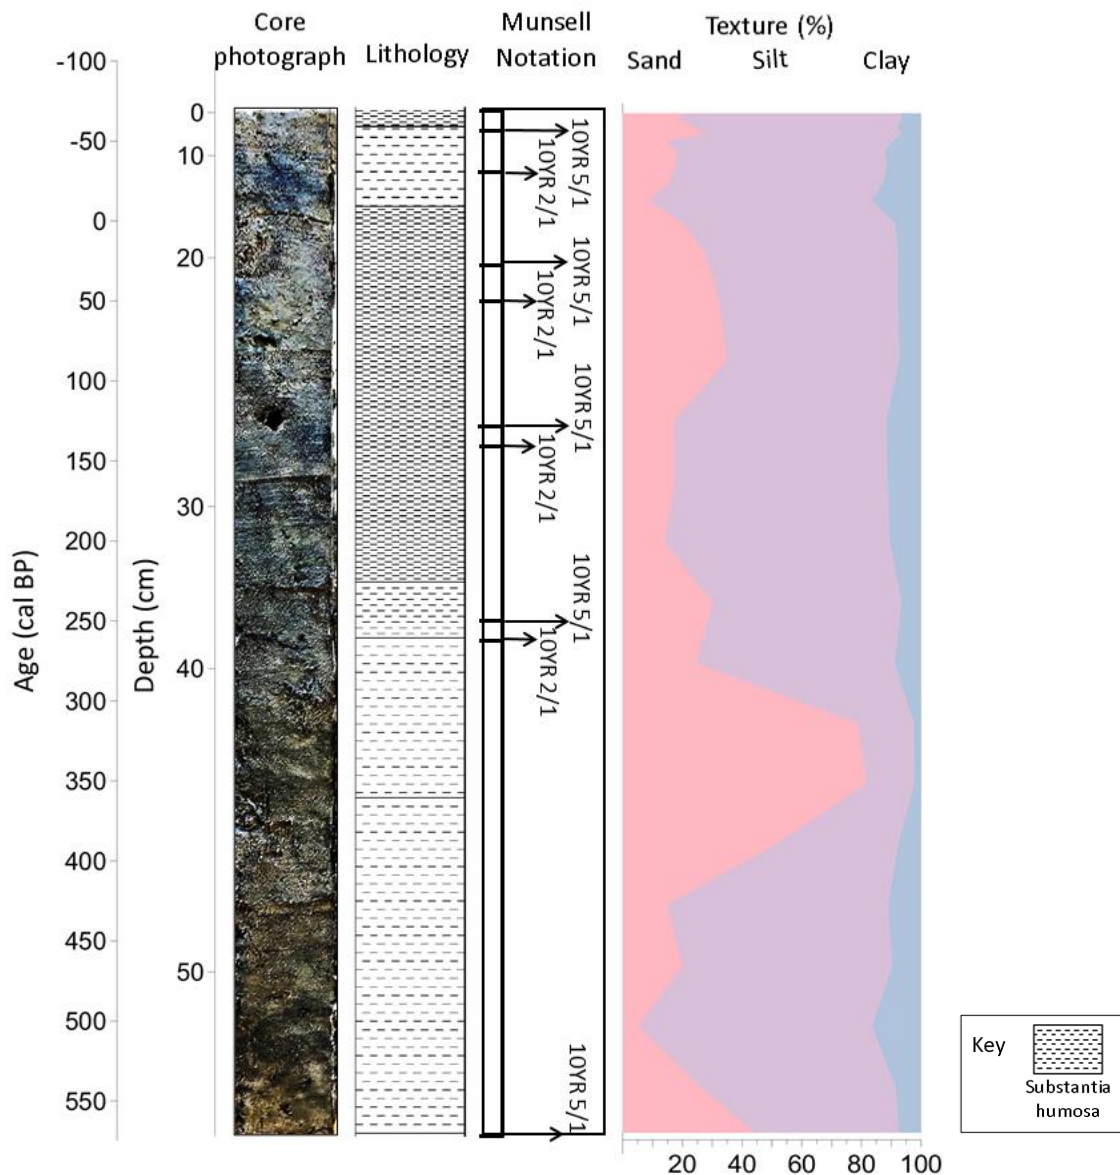 Core
photograph
Lithology
Munsell
Notation
Texture (%)
Sand Silt Clay
Age (cal BP)
-100
-50
0
50
100
150
200
250
300
350
400
450
500
550
Depth (cm)
0
10
20
30
40
50
10YR 5/1
10YR 2/1
10YR 5/1
10YR 2/1
10YR 5/1
10YR 2/1
10YR 5/1
10YR 2/1
10YR 5/1
20 40 60 80 100
Key
Substantia
humosa